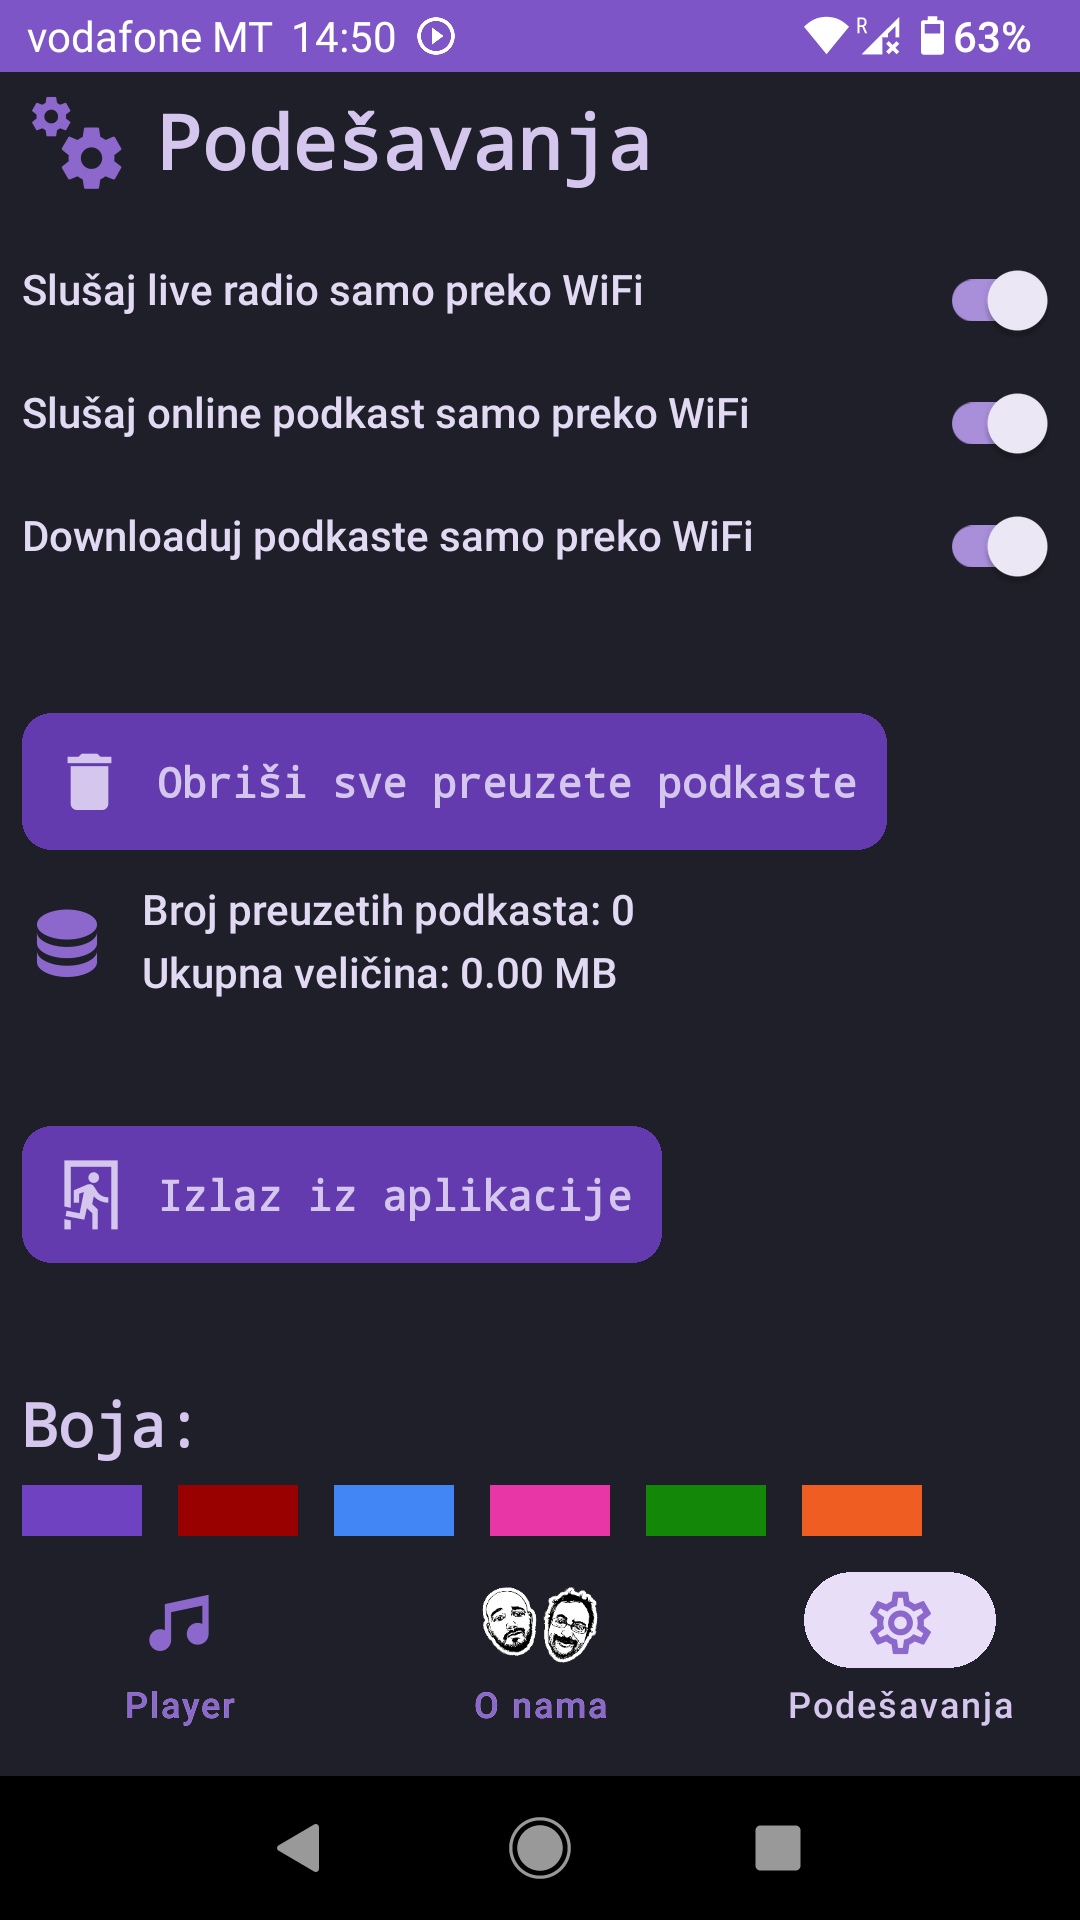 vodafone MT 14:50 R 63%
Podešavanja
Slušaj live radio samo preko WiFi
Slušaj online podkast samo preko WiFi
Downloaduj podkaste samo preko WiFi
Obriši sve preuzete podkaste
Broj preuzetih podkasta: 0
Ukupna veličina: 0.00 MB
Izlaz iz aplikacije
Boja:
Player O nama Podešavanja